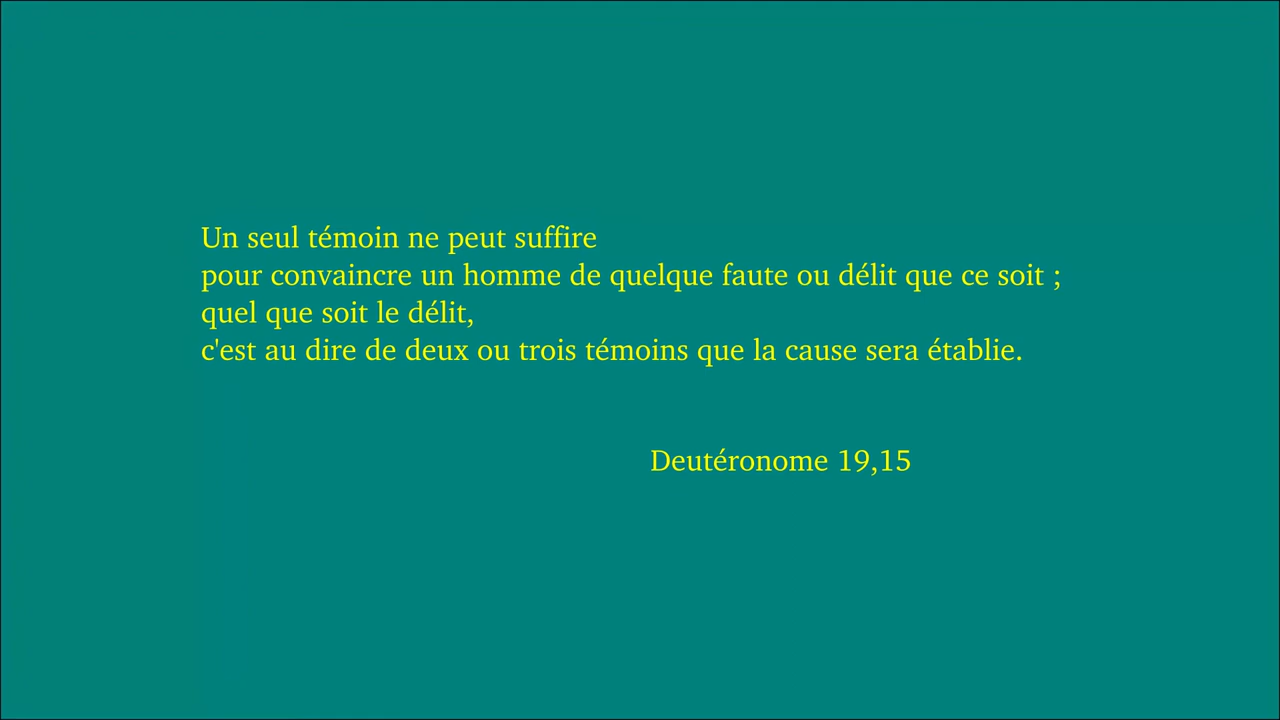 Un seul témoin ne peut suffire
pour convaincre un homme de quelque faute ou délit que ce soit ;
quel que soit le délit,
c'est au dire de deux ou trois témoins que la cause sera établie.
Deutéronome 19,15